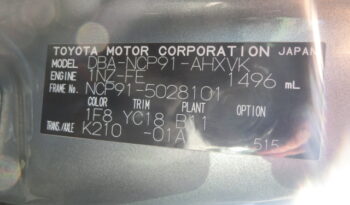 TOYOTA MOTOR CORPORATION JAPAN
MODEL DBA-NCP91-AHXVK
ENGINE 1NZ-FE 1496 mL
FRAME No. NCP91-5028101
COLOR TRIM PLANT OPTION
1F8 YC18 B11
TRANS./AXLE K210 -01A
515